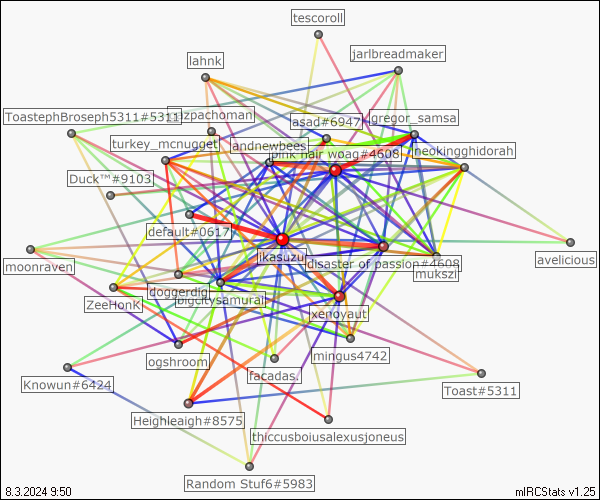 tescoroll
jarlbreadmaker
lahnk
ToastephBroseph5311#5311
asad#6947
gregor_samsa
turkey_mcnugget
andnewbees
pink hair woag#4608
neokingghidorah
Duck™#9103
default#0617
ikasuzu
disaster of passion#4608
avelicious
moonraven
mukszi
doggerdig
bigcitysamurai
ZeeHonK
xenoyaut
ogshroom
mingus4742
facadas.
Knowun#6424
Toast#5311
Heighleaigh#8575
thiccusboiusalexusjoneus
Random Stuf6#5983
8.3.2024 9:50
mIRCStats v1.25